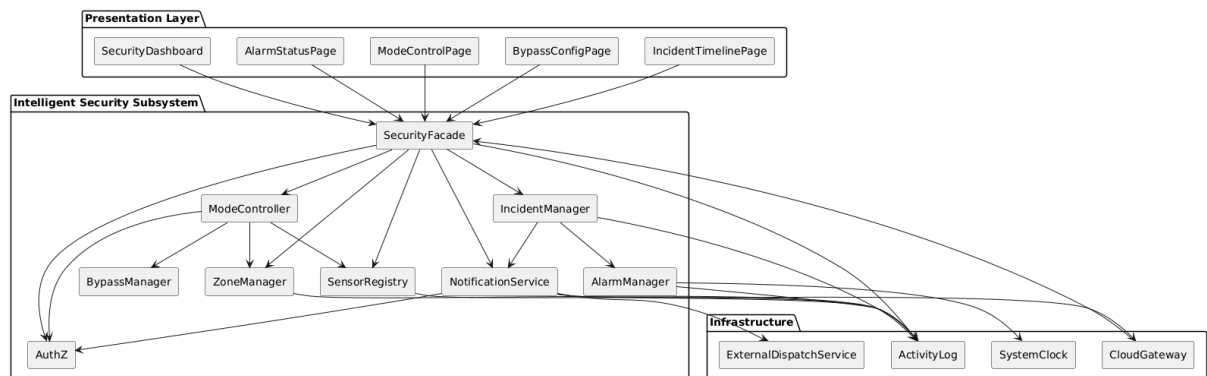 Presentation Layer
SecurityDashboard
AlarmStatusPage
ModeControlPage
BypassConfigPage
IncidentTimelinePage
Intelligent Security Subsystem
SecurityFacade
ModeController
IncidentManager
BypassManager
ZoneManager
SensorRegistry
NotificationService
AlarmManager
AuthZ
Infrastructure
ExternalDispatchService
ActivityLog
SystemClock
CloudGateway